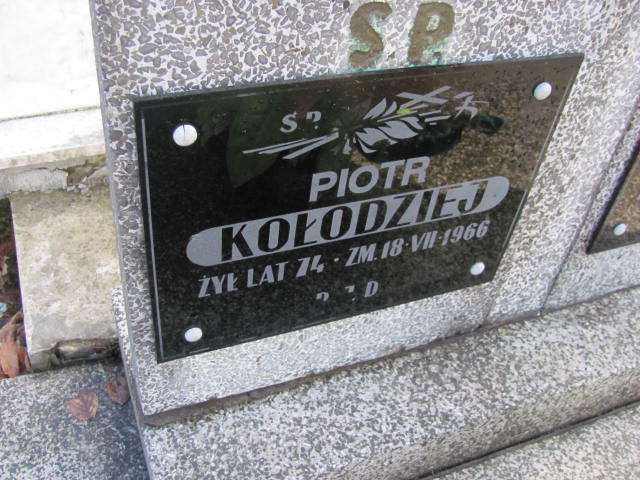 S P.
S P.
PIOTR
KOŁODZIEJ
ŻYŁ LAT 74 · ZM. 18 · VII · 1966